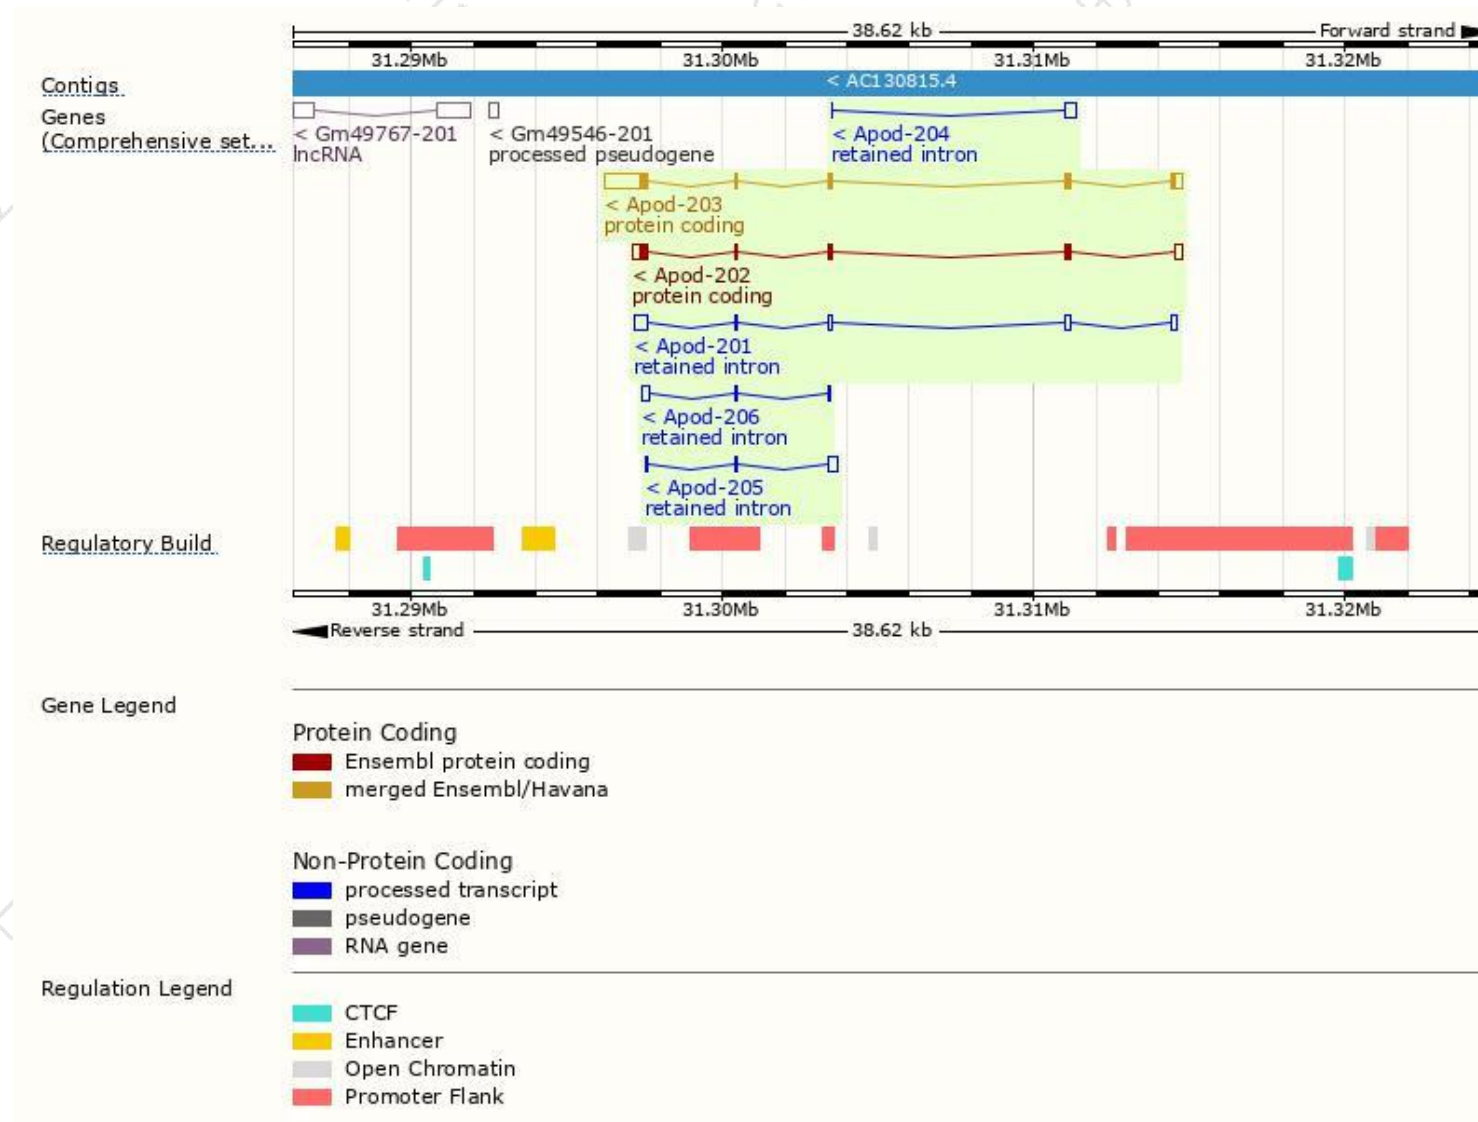 38.62 kb Forward strand
31.29Mb 31.30Mb 31.31Mb 31.32Mb
Contigs < AC130815.4
Genes
(Comprehensive set...
< Gm49767-201 < Gm49546-201 < Apod-204
lncRNA processed pseudogene retained intron
< Apod-203
protein coding
< Apod-202
protein coding
< Apod-201
retained intron
< Apod-206
retained intron
< Apod-205
retained intron
Regulatory Build
31.29Mb 31.30Mb 31.31Mb 31.32Mb
Reverse strand 38.62 kb
Gene Legend
Protein Coding
Ensembl protein coding
merged Ensembl/Havana
Non-Protein Coding
processed transcript
pseudogene
RNA gene
Regulation Legend
CTCF
Enhancer
Open Chromatin
Promoter Flank